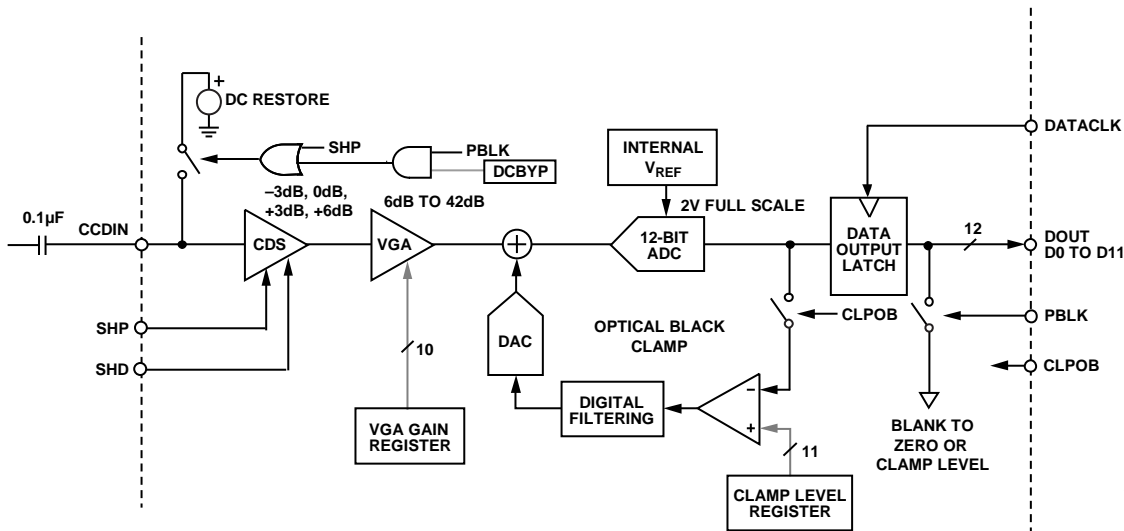 +
DC RESTORE
DATACLK
SHP
PBLK
DCBYP
INTERNAL
VREF
–3dB, 0dB,
+3dB, +6dB
6dB TO 42dB
2V FULL SCALE
0.1µF
CCDIN
CDS
VGA
+
12-BIT
ADC
DATA
OUTPUT
LATCH
12
DOUT
D0 TO D11
SHP
CLPOB
PBLK
10
DAC
OPTICAL BLACK
CLAMP
SHD
CLPOB
–
DIGITAL
FILTERING
+
VGA GAIN
REGISTER
11
BLANK TO
ZERO OR
CLAMP LEVEL
CLAMP LEVEL
REGISTER